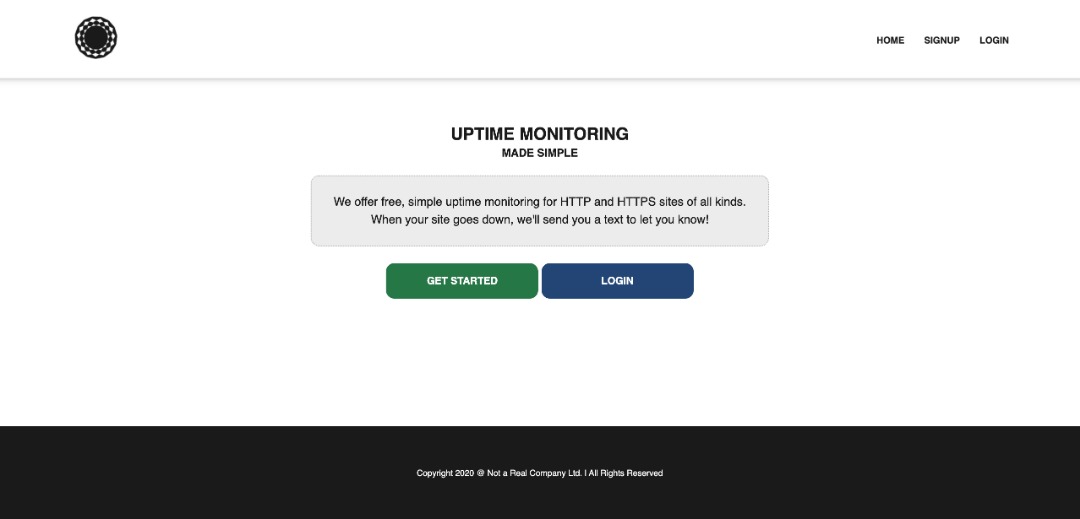 HOME SIGNUP LOGIN
UPTIME MONITORING
MADE SIMPLE
We offer free, simple uptime monitoring for HTTP and HTTPS sites of all kinds.
When your site goes down, we'll send you a text to let you know!
GET STARTED LOGIN
Copyright 2020 @ Not a Real Company Ltd. | All Rights Reserved